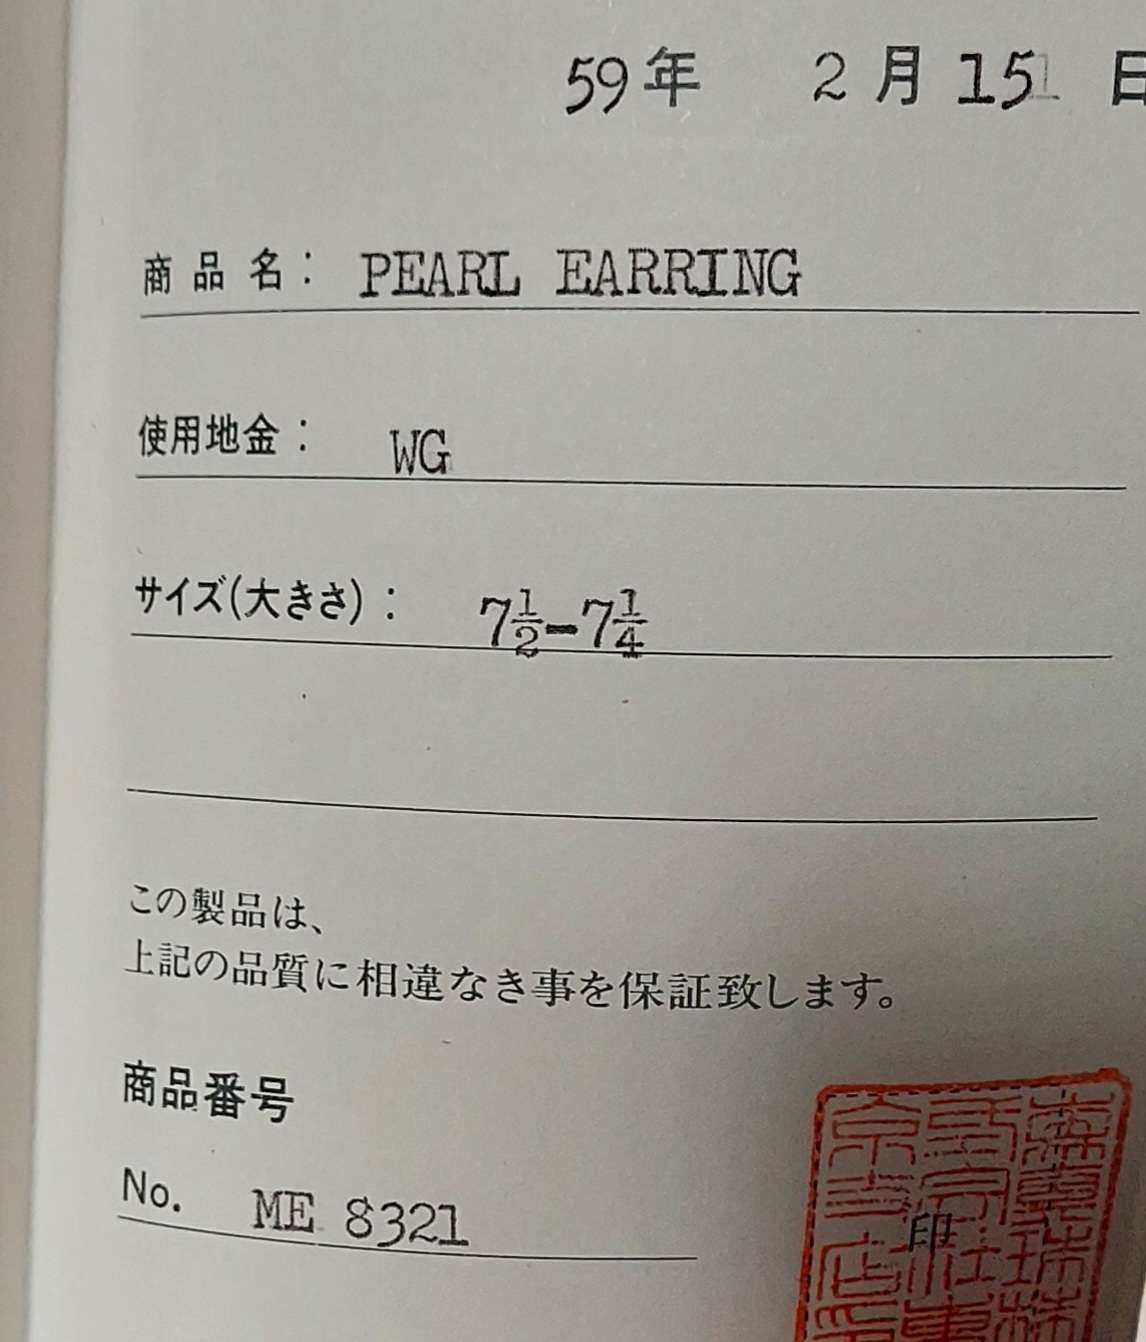 59年 2月15日
商品名: PEARL EARRING
使用地金: WG
サイズ(大きさ): 7½-7¼
この製品は、
上記の品質に相違なき事を保証致します。
商品番号
No. ME 8321
印